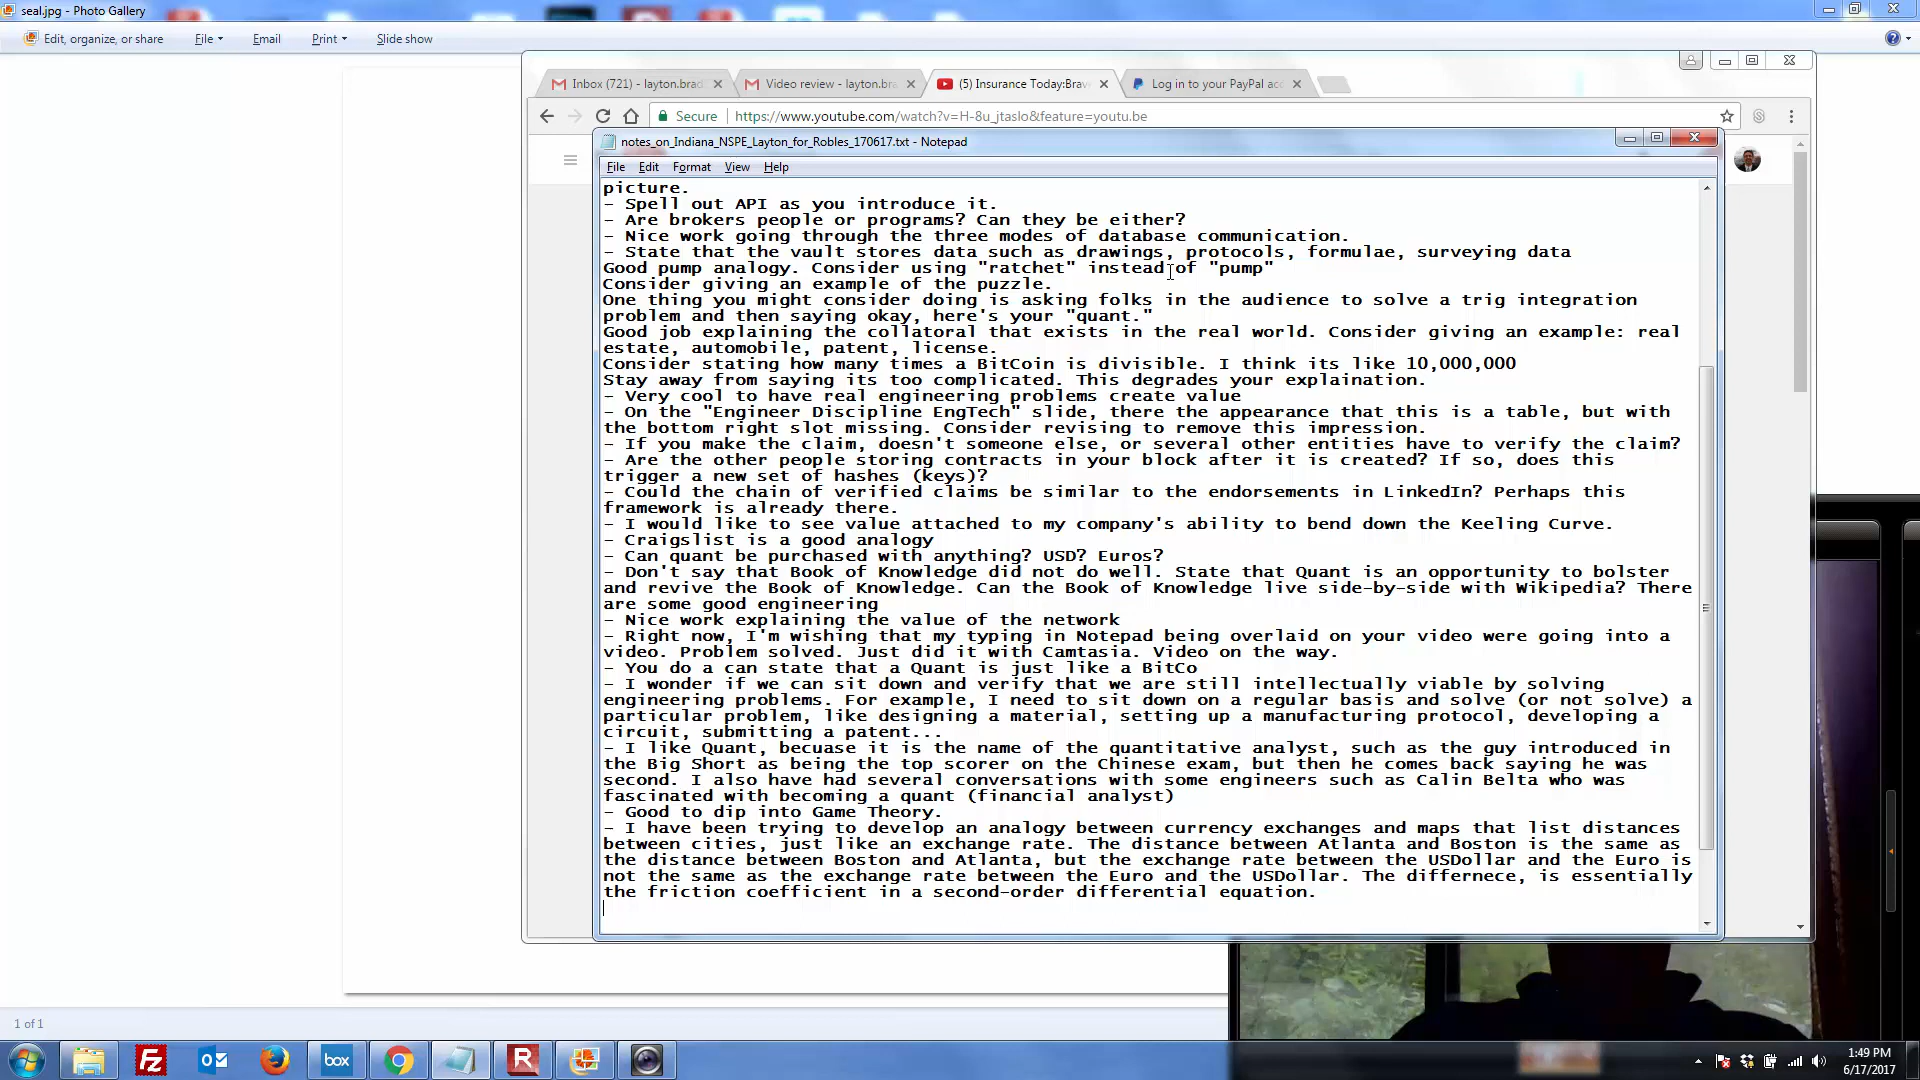 seal.jpg - Photo Gallery
Edit, organize, or share File Email Print Slide show
Inbox (721) - layton.brad Video review - layton.bra (5) Insurance Today:Brave Log in to your PayPal acc
Secure https://www.youtube.com/watch?v=H-8u_jtaslo&feature=youtu.be
notes_on_Indiana_NSPE_Layton_for_Robles_170617.txt - Notepad
File Edit Format View Help
picture.
- Spell out API as you introduce it.
- Are brokers people or programs? Can they be either?
- Nice work going through the three modes of database communication.
- State that the vault stores data such as drawings, protocols, formulae, surveying data
Good pump analogy. Consider using "ratchet" instead of "pump"
Consider giving an example of the puzzle.
One thing you might consider doing is asking folks in the audience to solve a trig integration
problem and then saying okay, here's your "quant."
Good job explaining the collatoral that exists in the real world. Consider giving an example: real
estate, automobile, patent, license.
Consider stating how many times a BitCoin is divisible. I think its like 10,000,000
Stay away from saying its too complicated. This degrades your explaination.
- Very cool to have real engineering problems create value
- On the "Engineer Discipline EngTech" slide, there the appearance that this is a table, but with
the bottom right slot missing. Consider revising to remove this impression.
- If you make the claim, doesn't someone else, or several other entities have to verify the claim?
- Are the other people storing contracts in your block after it is created? If so, does this
trigger a new set of hashes (keys)?
- Could the chain of verified claims be similar to the endorsements in LinkedIn? Perhaps this
framework is already there.
- I would like to see value attached to my company's ability to bend down the Keeling Curve.
- Craigslist is a good analogy
- Can quant be purchased with anything? USD? Euros?
- Don't say that Book of Knowledge did not do well. State that Quant is an opportunity to bolster
and revive the Book of Knowledge. Can the Book of Knowledge live side-by-side with Wikipedia? There
are some good engineering
- Nice work explaining the value of the network
- Right now, I'm wishing that my typing in Notepad being overlaid on your video were going into a
video. Problem solved. Just did it with Camtasia. Video on the way.
- You do a can state that a Quant is just like a BitCo
- I wonder if we can sit down and verify that we are still intellectually viable by solving
engineering problems. For example, I need to sit down on a regular basis and solve (or not solve) a
particular problem, like designing a material, setting up a manufacturing protocol, developing a
circuit, submitting a patent...
- I like Quant, becuase it is the name of the quantitative analyst, such as the guy introduced in
the Big Short as being the top scorer on the Chinese exam, but then he comes back saying he was
second. I also have had several conversations with some engineers such as Calin Belta who was
fascinated with becoming a quant (financial analyst)
- Good to dip into Game Theory.
- I have been trying to develop an analogy between currency exchanges and maps that list distances
between cities, just like an exchange rate. The distance between Atlanta and Boston is the same as
the distance between Boston and Atlanta, but the exchange rate between the USDollar and the Euro is
not the same as the exchange rate between the Euro and the USDollar. The differnece, is essentially
the friction coefficient in a second-order differential equation.
1 of 1
box
1:49 PM
6/17/2017